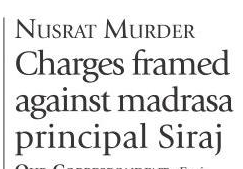 NUSRAT MURDER
Charges framed
against madrasa
principal Siraj